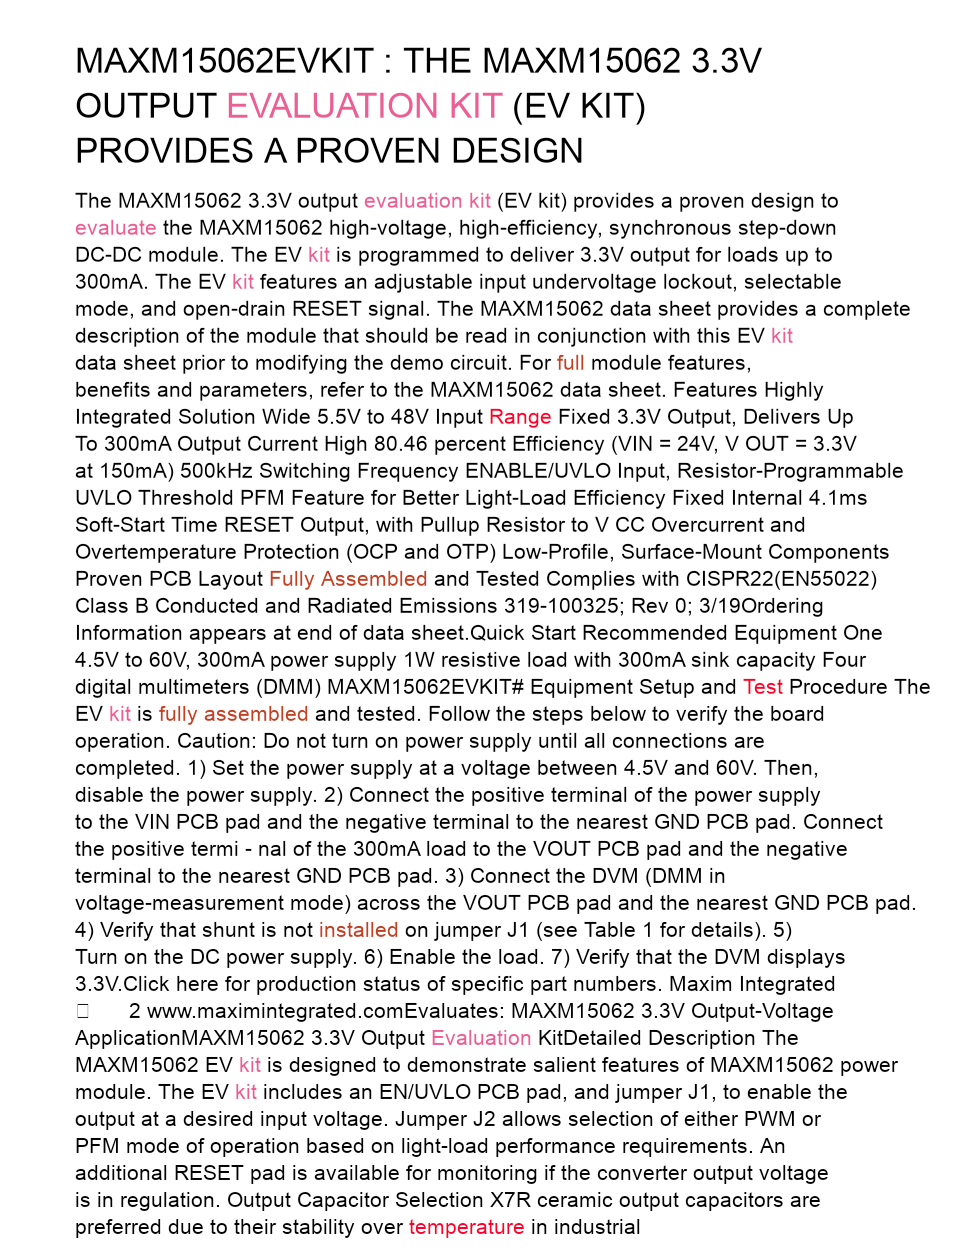 MAXM15062EVKIT : THE MAXM15062 3.3V
OUTPUT EVALUATION KIT (EV KIT)
PROVIDES A PROVEN DESIGN
The MAXM15062 3.3V output evaluation kit (EV kit) provides a proven design to
evaluate the MAXM15062 high-voltage, high-efficiency, synchronous step-down
DC-DC module. The EV kit is programmed to deliver 3.3V output for loads up to
300mA. The EV kit features an adjustable input undervoltage lockout, selectable
mode, and open-drain RESET signal. The MAXM15062 data sheet provides a complete
description of the module that should be read in conjunction with this EV kit
data sheet prior to modifying the demo circuit. For full module features,
benefits and parameters, refer to the MAXM15062 data sheet. Features Highly
Integrated Solution Wide 5.5V to 48V Input Range Fixed 3.3V Output, Delivers Up
To 300mA Output Current High 80.46 percent Efficiency (VIN = 24V, V OUT = 3.3V
at 150mA) 500kHz Switching Frequency ENABLE/UVLO Input, Resistor-Programmable
UVLO Threshold PFM Feature for Better Light-Load Efficiency Fixed Internal 4.1ms
Soft-Start Time RESET Output, with Pullup Resistor to V CC Overcurrent and
Overtemperature Protection (OCP and OTP) Low-Profile, Surface-Mount Components
Proven PCB Layout Fully Assembled and Tested Complies with CISPR22(EN55022)
Class B Conducted and Radiated Emissions 319-100325; Rev 0; 3/19Ordering
Information appears at end of data sheet.Quick Start Recommended Equipment One
4.5V to 60V, 300mA power supply 1W resistive load with 300mA sink capacity Four
digital multimeters (DMM) MAXM15062EVKIT# Equipment Setup and Test Procedure The
EV kit is fully assembled and tested. Follow the steps below to verify the board
operation. Caution: Do not turn on power supply until all connections are
completed. 1) Set the power supply at a voltage between 4.5V and 60V. Then,
disable the power supply. 2) Connect the positive terminal of the power supply
to the VIN PCB pad and the negative terminal to the nearest GND PCB pad. Connect
the positive termi - nal of the 300mA load to the VOUT PCB pad and the negative
terminal to the nearest GND PCB pad. 3) Connect the DVM (DMM in
voltage-measurement mode) across the VOUT PCB pad and the nearest GND PCB pad.
4) Verify that shunt is not installed on jumper J1 (see Table 1 for details). 5)
Turn on the DC power supply. 6) Enable the load. 7) Verify that the DVM displays
3.3V.Click here for production status of specific part numbers. Maxim Integrated
2 www.maximintegrated.comEvaluates: MAXM15062 3.3V Output-Voltage
ApplicationMAXM15062 3.3V Output Evaluation KitDetailed Description The
MAXM15062 EV kit is designed to demonstrate salient features of MAXM15062 power
module. The EV kit includes an EN/UVLO PCB pad, and jumper J1, to enable the
output at a desired input voltage. Jumper J2 allows selection of either PWM or
PFM mode of operation based on light-load performance requirements. An
additional RESET pad is available for monitoring if the converter output voltage
is in regulation. Output Capacitor Selection X7R ceramic output capacitors are
preferred due to their stability over temperature in industrial